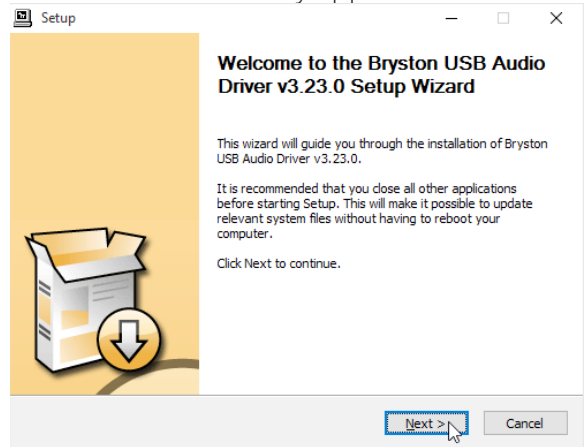 Setup
Welcome to the Bryston USB Audio
Driver v3.23.0 Setup Wizard
This wizard will guide you through the installation of Bryston
USB Audio Driver v3.23.0.
It is recommended that you close all other applications
before starting Setup. This will make it possible to update
relevant system files without having to reboot your
computer.
Click Next to continue.
Next >
Cancel